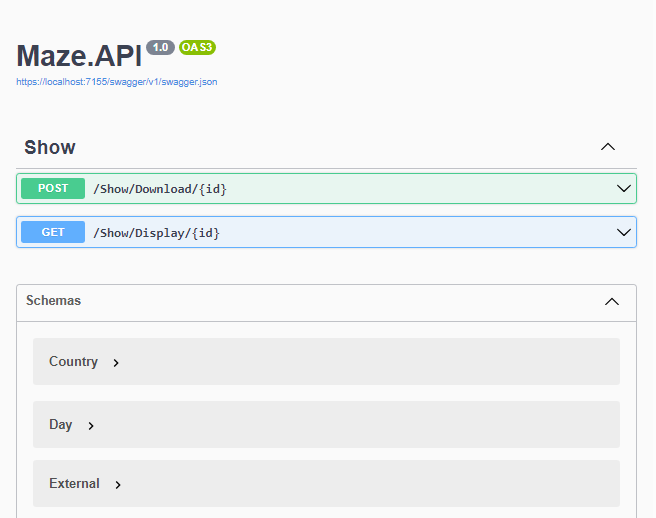 Maze.API 1.0 OAS3
https://localhost:7155/swagger/v1/swagger.json
Show
POST /Show/Download/{id}
GET /Show/Display/{id}
Schemas
Country
Day
External